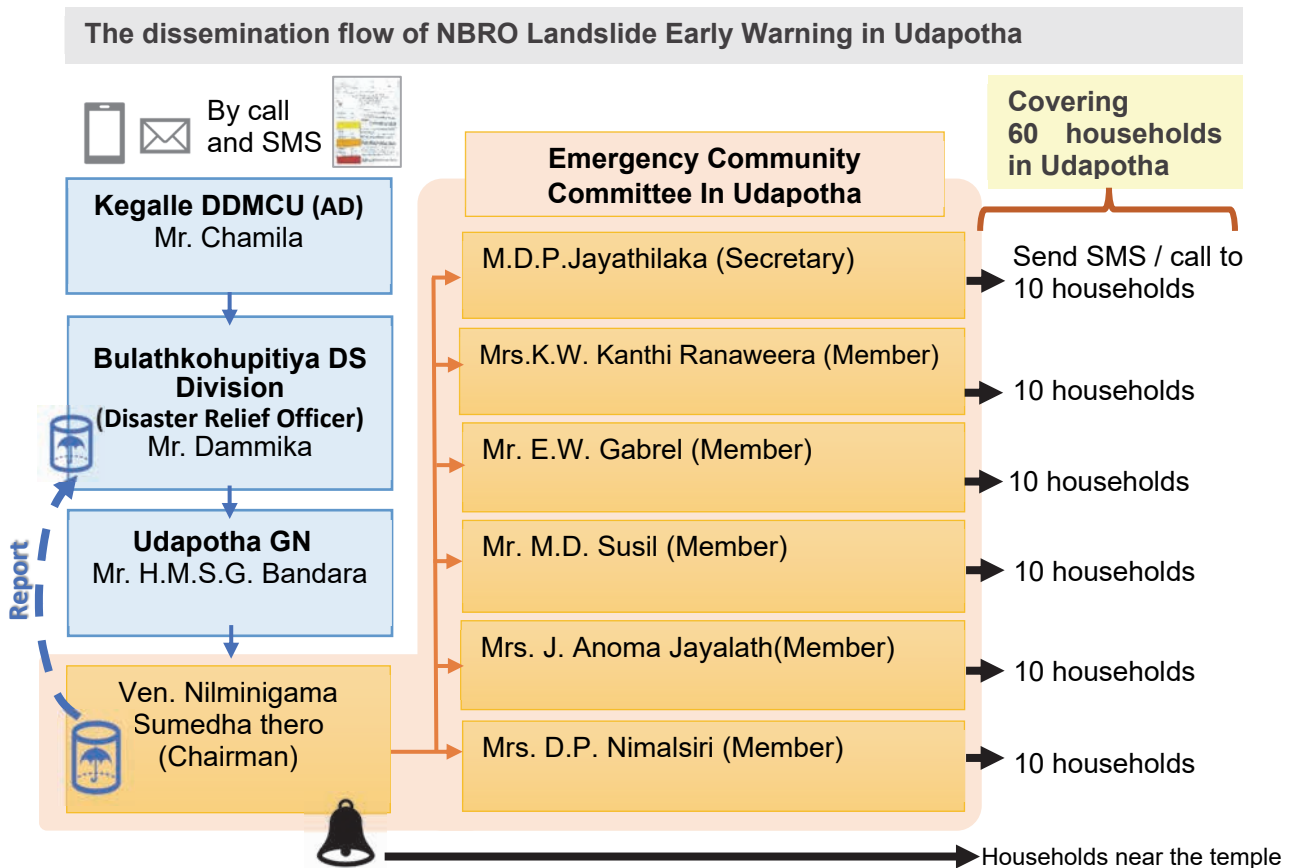 The dissemination flow of NBRO Landslide Early Warning in Udapotha
By call
and SMS
Kegalle DDMCU (AD)
Mr. Chamila
Bulathkohupitiya DS
Division
(Disaster Relief Officer)
Mr. Dammika
Udapotha GN
Mr. H.M.S.G. Bandara
Report
Ven. Nilminigama
Sumedha thero
(Chairman)
Emergency Community
Committee In Udapotha
M.D.P.Jayathilaka (Secretary)
Mrs.K.W. Kanthi Ranaweera (Member)
Mr. E.W. Gabrel (Member)
Mr. M.D. Susil (Member)
Mrs. J. Anoma Jayalath(Member)
Mrs. D.P. Nimalsiri (Member)
Covering
60 households
in Udapotha
Send SMS / call to
10 households
10 households
10 households
10 households
10 households
10 households
Households near the temple